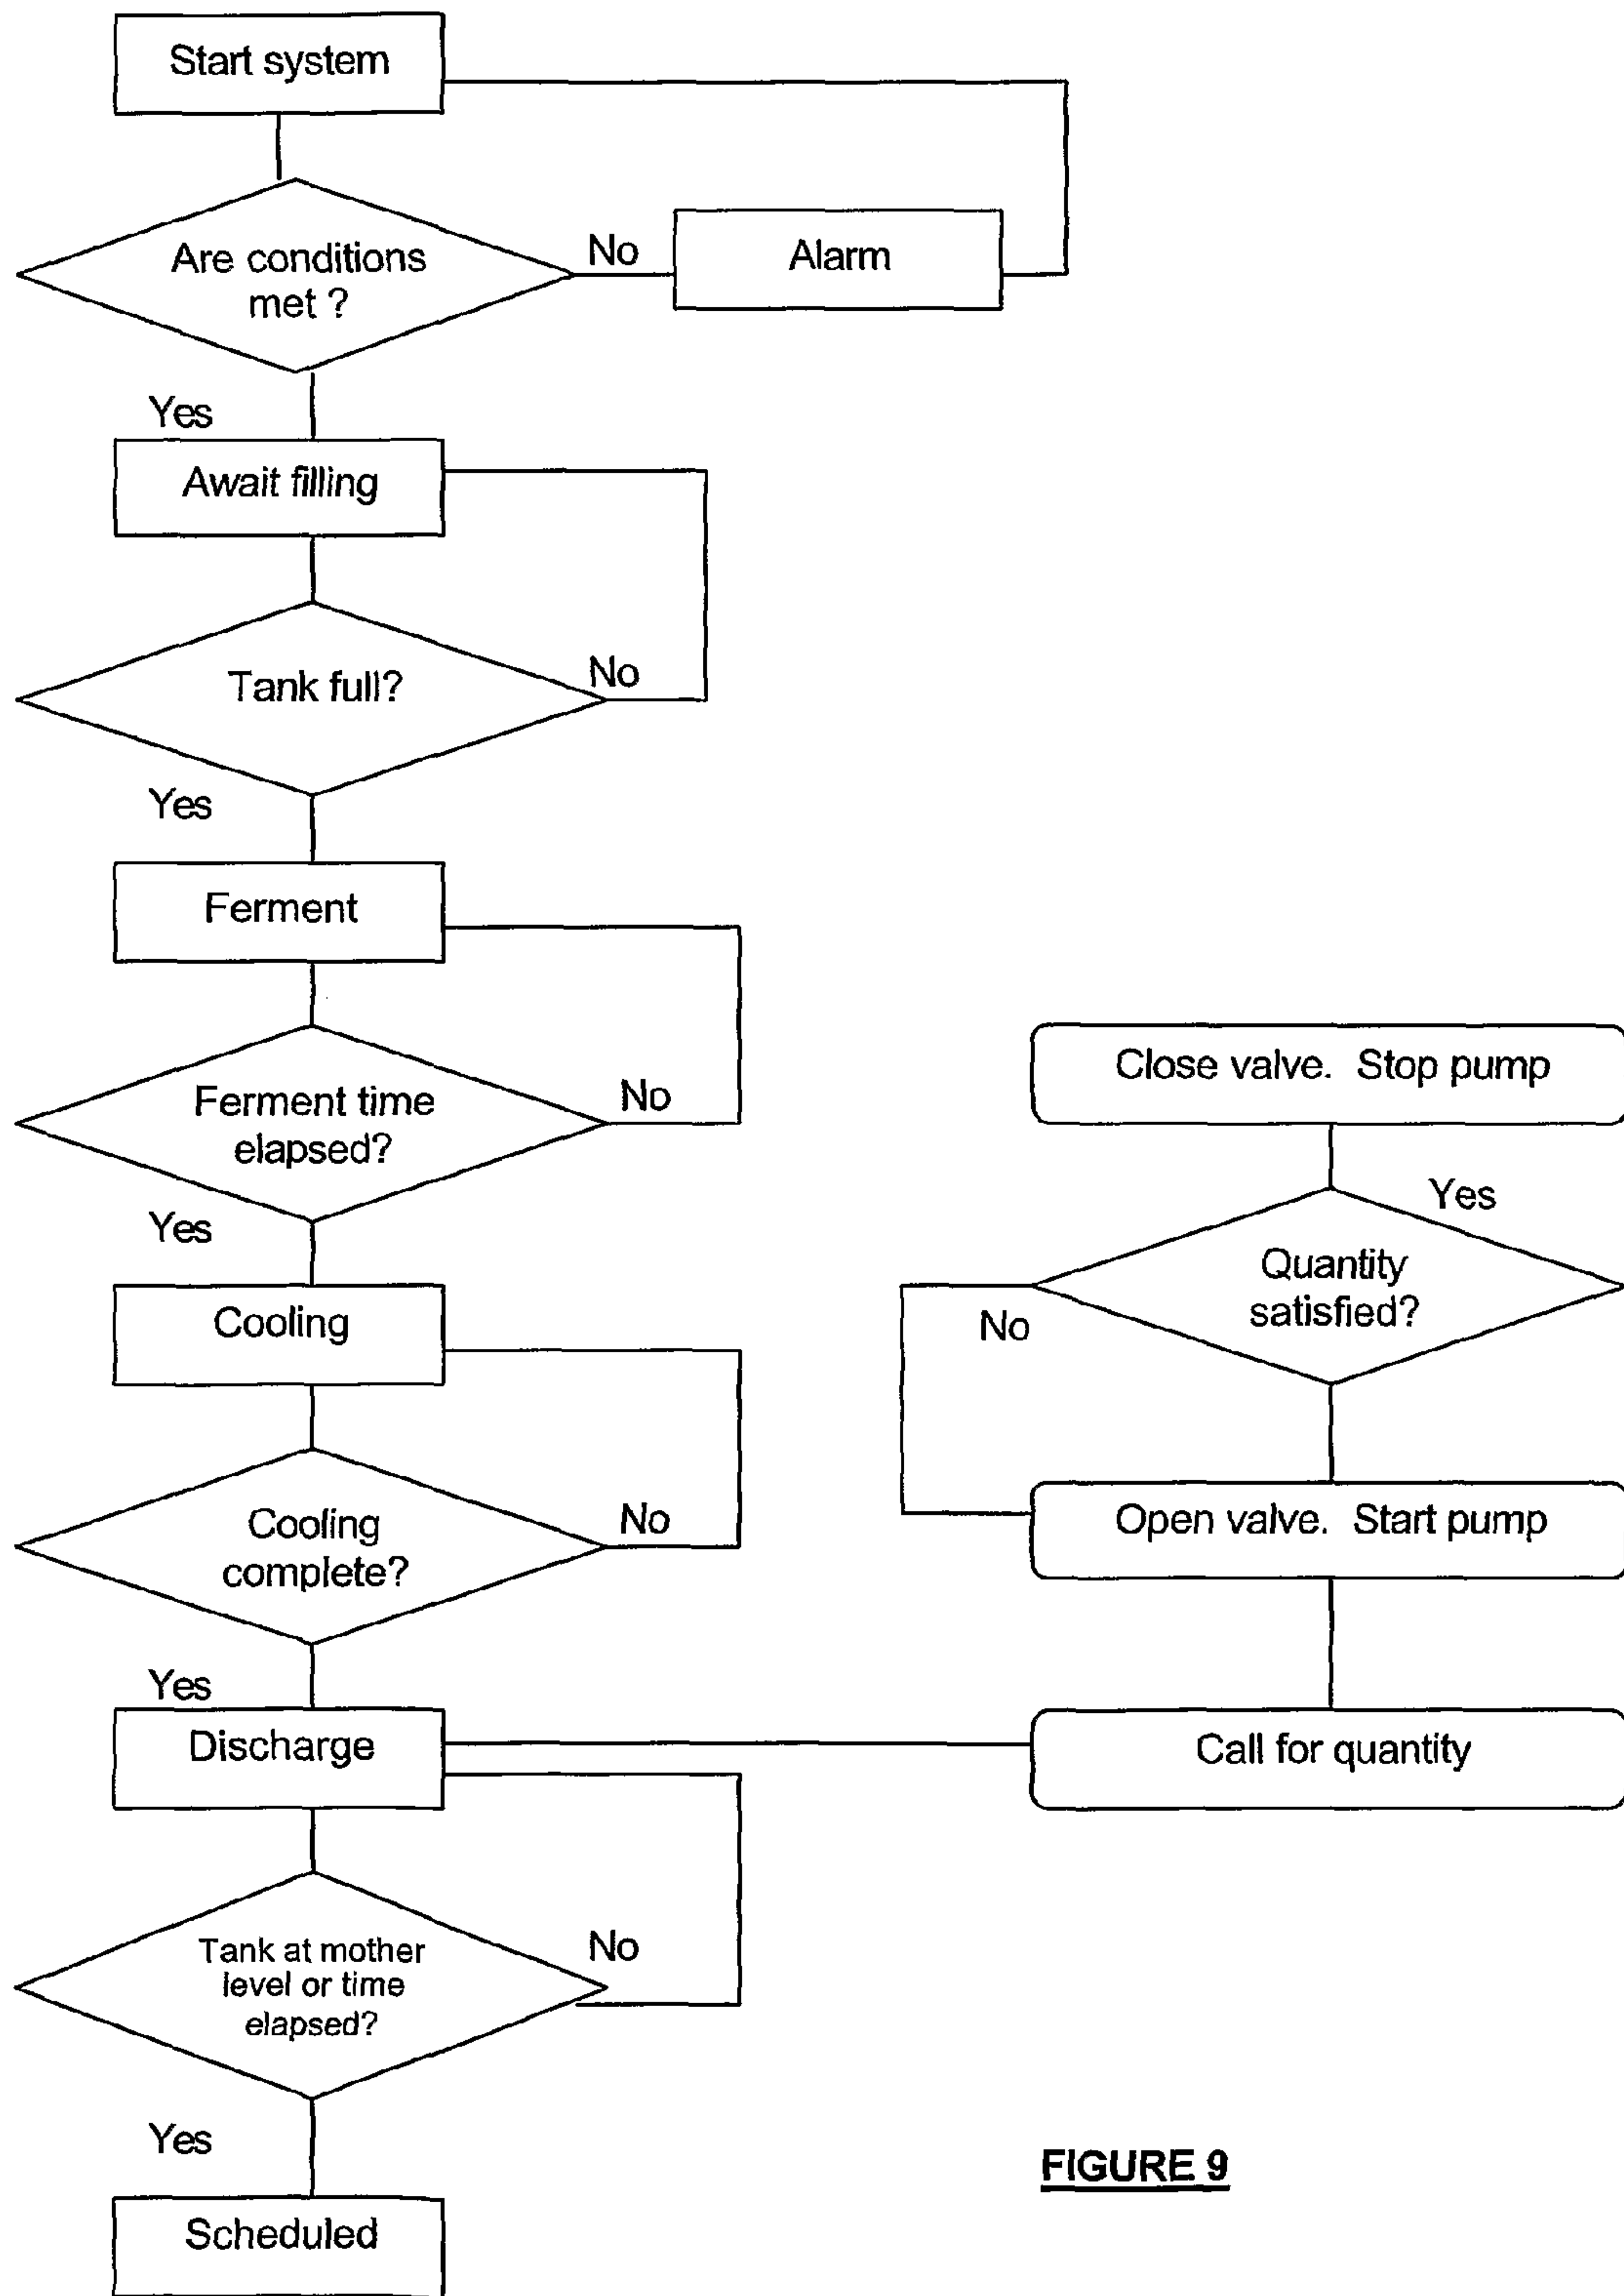 Start system
Are conditions
met ?
No
Alarm
Yes
Await filling
Tank full?
No
Yes
Ferment
Ferment time
elapsed?
No
Yes
Cooling
Cooling
complete?
No
Yes
Discharge
Tank at mother
level or time
elapsed?
No
Yes
Scheduled
Close valve. Stop pump
Yes
Quantity
satisfied?
No
Open valve. Start pump
Call for quantity
FIGURE 9